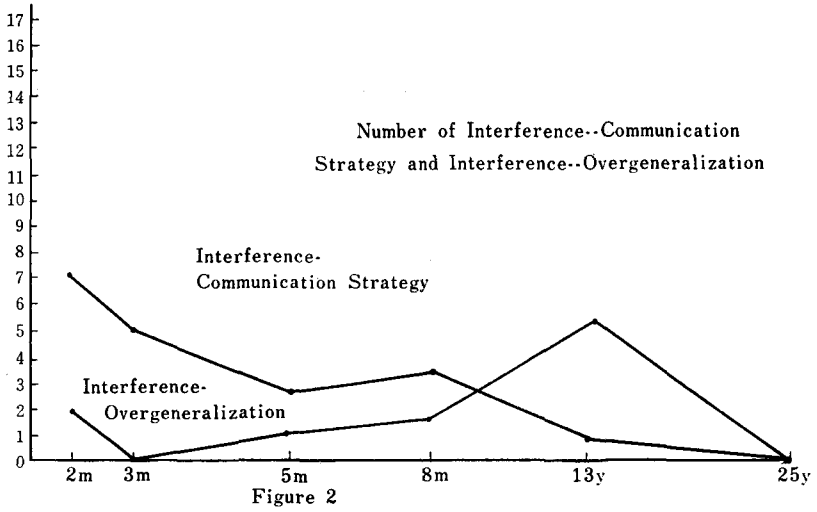 17
16
15
14
13
12
11
10
9
8
7
6
5
4
3
2
1
0
Number of Interference--Communication
Strategy and Interference--Overgeneralization
Interference-
Communication Strategy
Interference-
Overgeneralization
2m 3m 5m 8m 13y 25y
Figure 2